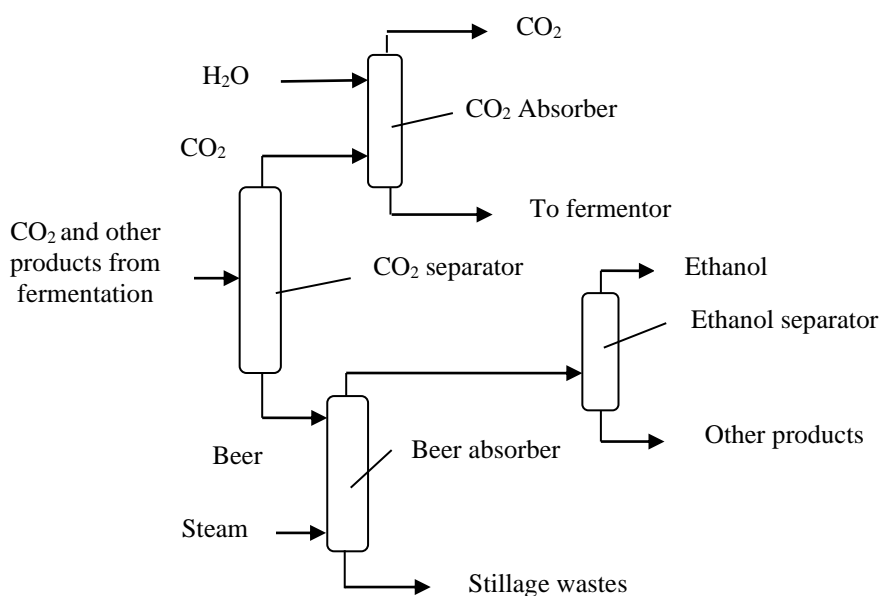 CO₂
H₂O
CO₂ Absorber
CO₂
To fermentor
CO₂ and other
products from
fermentation
CO₂ separator
Ethanol
Ethanol separator
Other products
Beer
Beer absorber
Steam
Stillage wastes